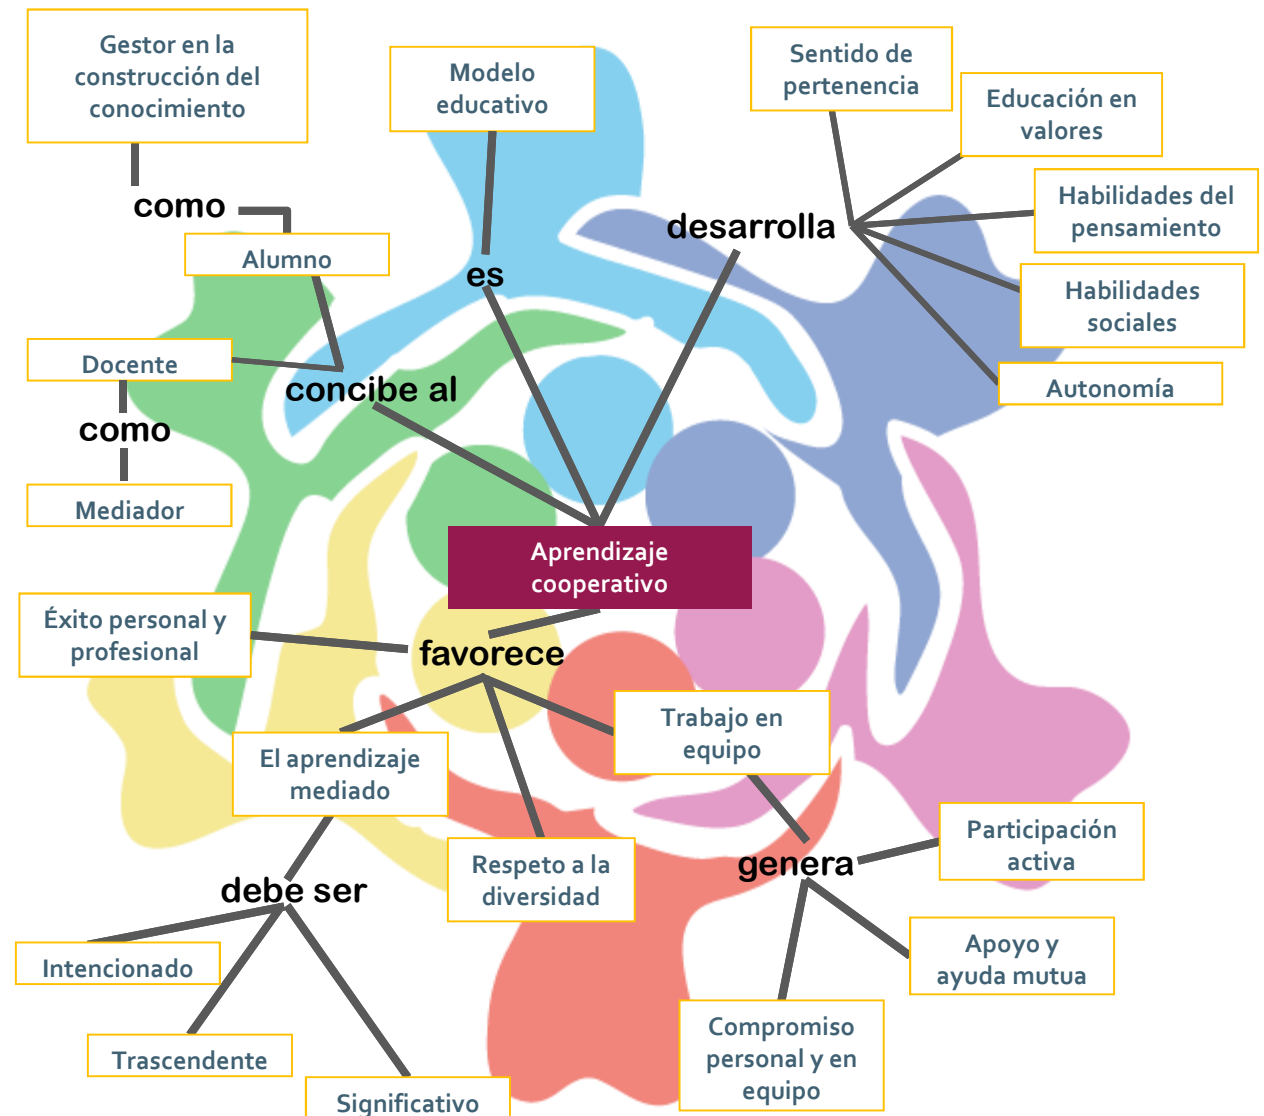 Gestor en la
construcción del
conocimiento
como
Alumno
Docente
como
Mediador
concibe al
Modelo
educativo
es
desarrolla
Sentido de
pertenencia
Educación en
valores
Habilidades del
pensamiento
Habilidades
sociales
Autonomía
Aprendizaje
cooperativo
favorece
Éxito personal y
profesional
El aprendizaje
mediado
debe ser
Intencionado
Trascendente
Significativo
Respeto a la
diversidad
Trabajo en
equipo
genera
Participación
activa
Apoyo y
ayuda mutua
Compromiso
personal y en
equipo